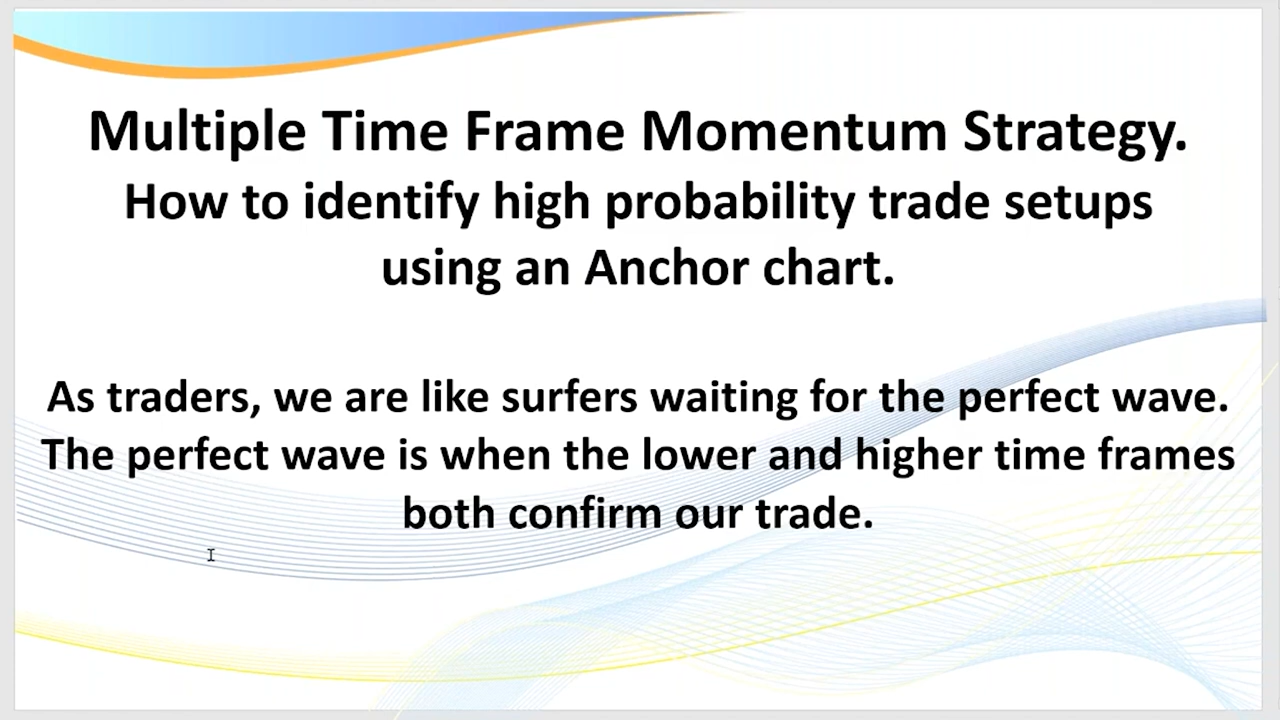 Multiple Time Frame Momentum Strategy.
How to identify high probability trade setups
using an Anchor chart.
As traders, we are like surfers waiting for the perfect wave.
The perfect wave is when the lower and higher time frames
both confirm our trade.